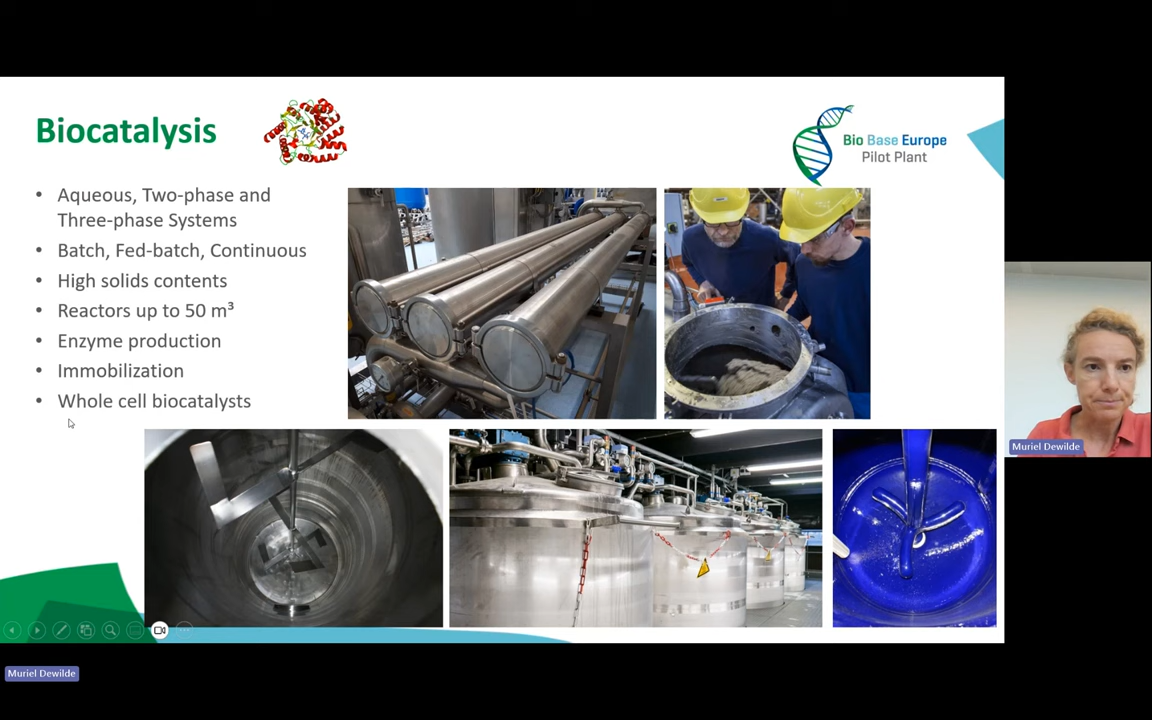 Biocatalysis
Bio Base Europe
Pilot Plant
• Aqueous, Two-phase and
Three-phase Systems
• Batch, Fed-batch, Continuous
• High solids contents
• Reactors up to 50 m³
• Enzyme production
• Immobilization
• Whole cell biocatalysts
Muriel Dewilde
Muriel Dewilde